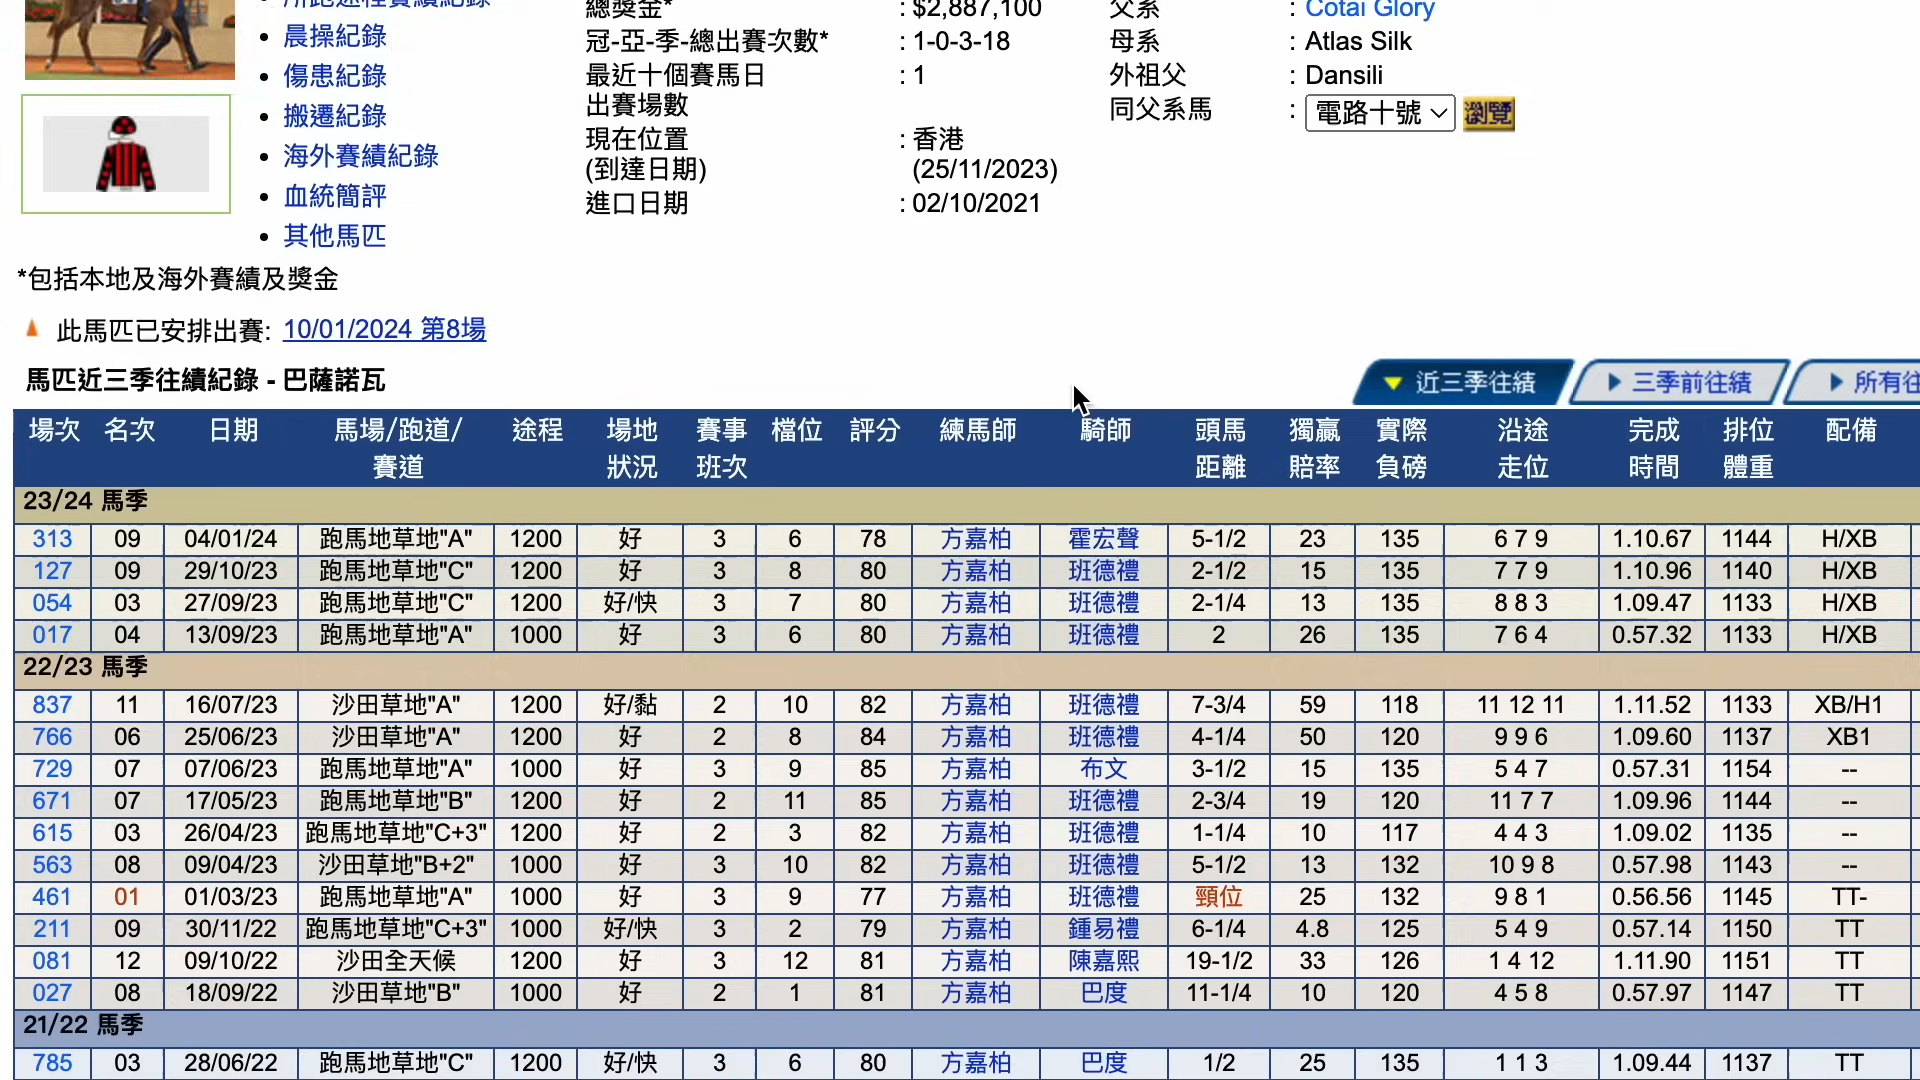 所跑途程賽績紀錄
晨操紀錄
傷患紀錄
搬遷紀錄
海外賽績紀錄
血統簡評
其他馬匹
總獎金* : $2,887,100
冠-亞-季-總出賽次數* : 1-0-3-18
最近十個賽馬日 : 1
出賽場數
現在位置 : 香港
(到達日期) (25/11/2023)
進口日期 : 02/10/2021
父系 : Cotai Glory
母系 : Atlas Silk
外祖父 : Dansili
同父系馬 : 電路十號 瀏覽
*包括本地及海外賽績及獎金
此馬匹已安排出賽: 10/01/2024 第8場
馬匹近三季往績紀錄 - 巴薩諾瓦
近三季往績 三季前往績 所有往
場次 名次 日期 馬場/跑道/ 途程 場地 賽事 檔位 評分 練馬師 騎師 頭馬 獨贏 實際 沿途 完成 排位 配備
賽道 狀況 班次 距離 賠率 負磅 走位 時間 體重
23/24 馬季
313 09 04/01/24 跑馬地草地"A" 1200 好 3 6 78 方嘉柏 霍宏聲 5-1/2 23 135 6 7 9 1.10.67 1144 H/XB
127 09 29/10/23 跑馬地草地"C" 1200 好 3 8 80 方嘉柏 班德禮 2-1/2 15 135 7 7 9 1.10.96 1140 H/XB
054 03 27/09/23 跑馬地草地"C" 1200 好/快 3 7 80 方嘉柏 班德禮 2-1/4 13 135 8 8 3 1.09.47 1133 H/XB
017 04 13/09/23 跑馬地草地"A" 1000 好 3 6 80 方嘉柏 班德禮 2 26 135 7 6 4 0.57.32 1133 H/XB
22/23 馬季
837 11 16/07/23 沙田草地"A" 1200 好/黏 2 10 82 方嘉柏 班德禮 7-3/4 59 118 11 12 11 1.11.52 1133 XB/H1
766 06 25/06/23 沙田草地"A" 1200 好 2 8 84 方嘉柏 班德禮 4-1/4 50 120 9 9 6 1.09.60 1137 XB1
729 07 07/06/23 跑馬地草地"A" 1000 好 3 9 85 方嘉柏 布文 3-1/2 15 135 5 4 7 0.57.31 1154 --
671 07 17/05/23 跑馬地草地"B" 1200 好 2 11 85 方嘉柏 班德禮 2-3/4 19 120 11 7 7 1.09.96 1144 --
615 03 26/04/23 跑馬地草地"C+3" 1200 好 2 3 82 方嘉柏 班德禮 1-1/4 10 117 4 4 3 1.09.02 1135 --
563 08 09/04/23 沙田草地"B+2" 1000 好 3 10 82 方嘉柏 班德禮 5-1/2 13 132 10 9 8 0.57.98 1143 --
461 01 01/03/23 跑馬地草地"A" 1000 好 3 9 77 方嘉柏 班德禮 頸位 25 132 9 8 1 0.56.56 1145 TT-
211 09 30/11/22 跑馬地草地"C+3" 1000 好/快 3 2 79 方嘉柏 鍾易禮 6-1/4 4.8 125 5 4 9 0.57.14 1150 TT
081 12 09/10/22 沙田全天候 1200 好 3 12 81 方嘉柏 陳嘉熙 19-1/2 33 126 1 4 12 1.11.90 1151 TT
027 08 18/09/22 沙田草地"B" 1000 好 2 1 81 方嘉柏 巴度 11-1/4 10 120 4 5 8 0.57.97 1147 TT
21/22 馬季
785 03 28/06/22 跑馬地草地"C" 1200 好/快 3 6 80 方嘉柏 巴度 1/2 25 135 1 1 3 1.09.44 1137 TT